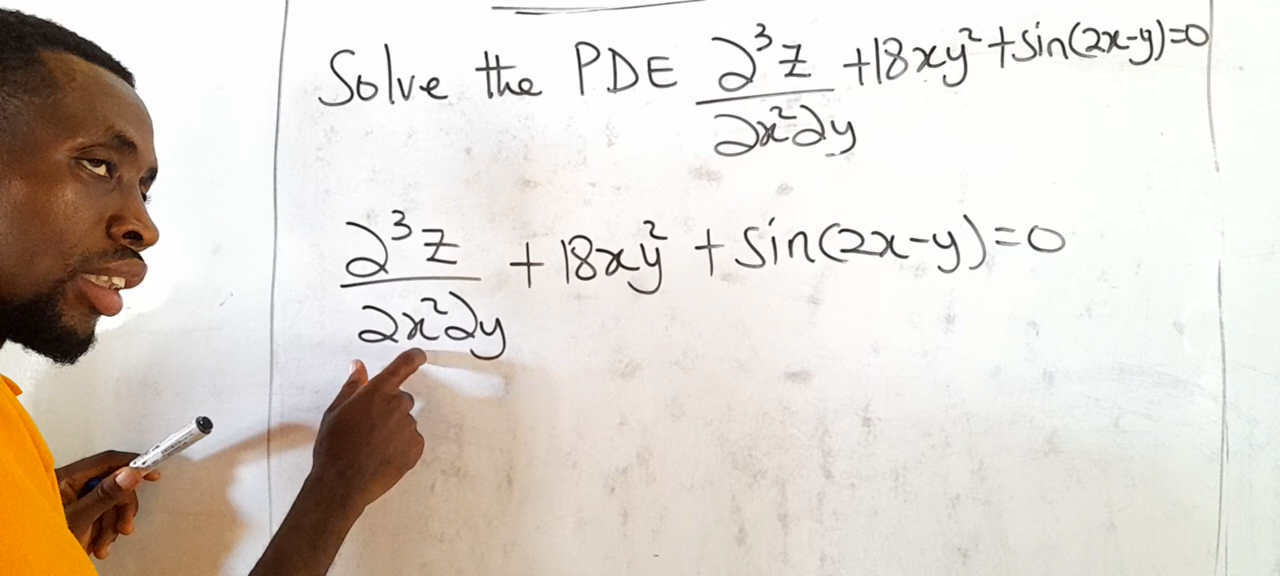 Solve the PDE ∂³z/∂x²∂y +18xy²+sin(2x-y)=0
∂³z/∂x²∂y + 18xy² + sin(2x-y)=0